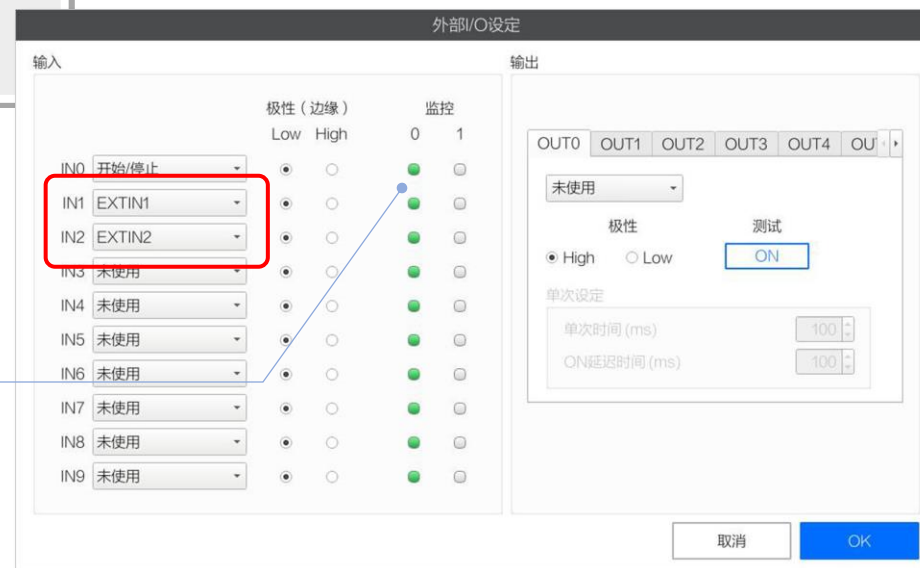 外部I/O设定
输入
极性（边缘） 监控
Low High 0 1
IN0 开始/停止
IN1 EXTIN1
IN2 EXTIN2
IN3 未使用
IN4 未使用
IN5 未使用
IN6 未使用
IN7 未使用
IN8 未使用
IN9 未使用
输出
OUT0 OUT1 OUT2 OUT3 OUT4 OU
未使用
极性 测试
High Low ON
单次设定
单次时间 (ms) 100
ON延迟时间 (ms) 100
取消 OK